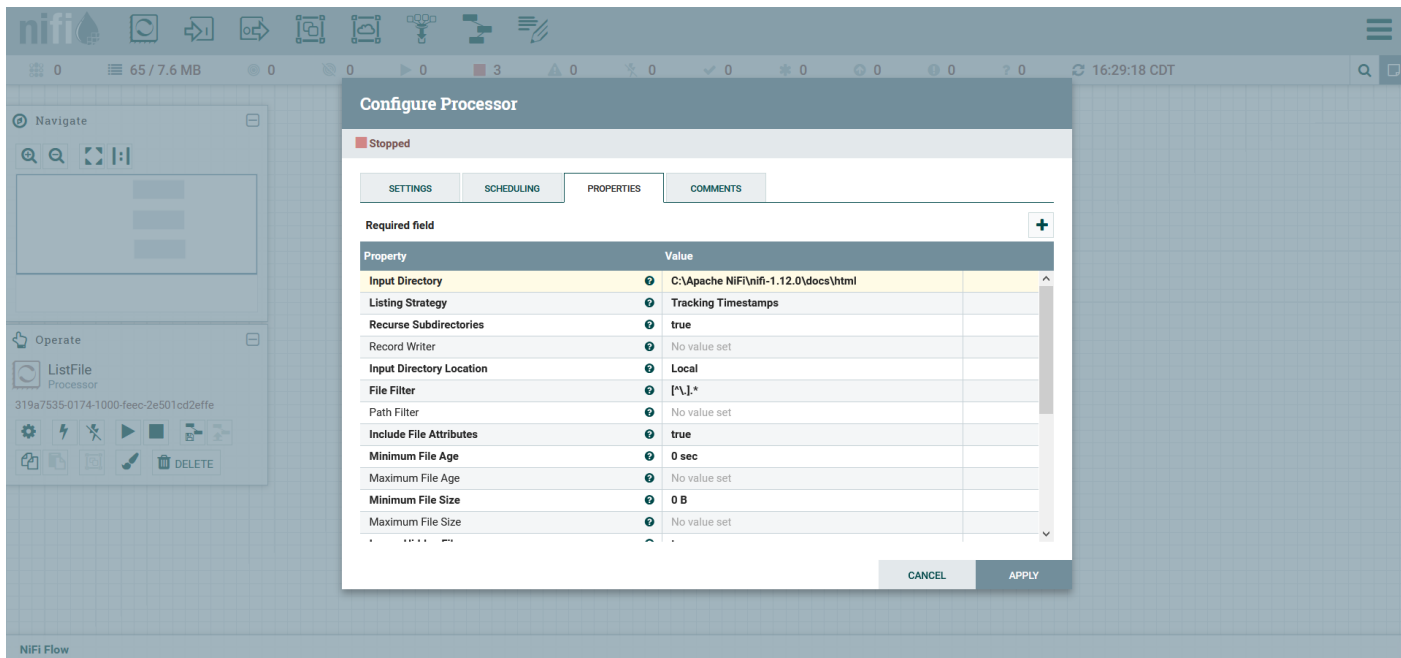 nifi
0 65 / 7.6 MB 0 0 0 3 0 0 0 0 0 0 0 16:29:18 CDT
Navigate
Operate
ListFile
Processor
319a7535-0174-1000-feec-2e501cd2effe
DELETE
Configure Processor
Stopped
SETTINGS SCHEDULING PROPERTIES COMMENTS
Required field
Property Value
Input Directory C:\Apache NiFi\nifi-1.12.0\docs\html
Listing Strategy Tracking Timestamps
Recurse Subdirectories true
Record Writer No value set
Input Directory Location Local
File Filter [^\.].*
Path Filter No value set
Include File Attributes true
Minimum File Age 0 sec
Maximum File Age No value set
Minimum File Size 0 B
Maximum File Size No value set
CANCEL APPLY
NiFi Flow